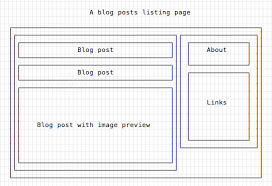 A blog posts listing page
Blog post
About
Blog post
Links
Blog post with image preview